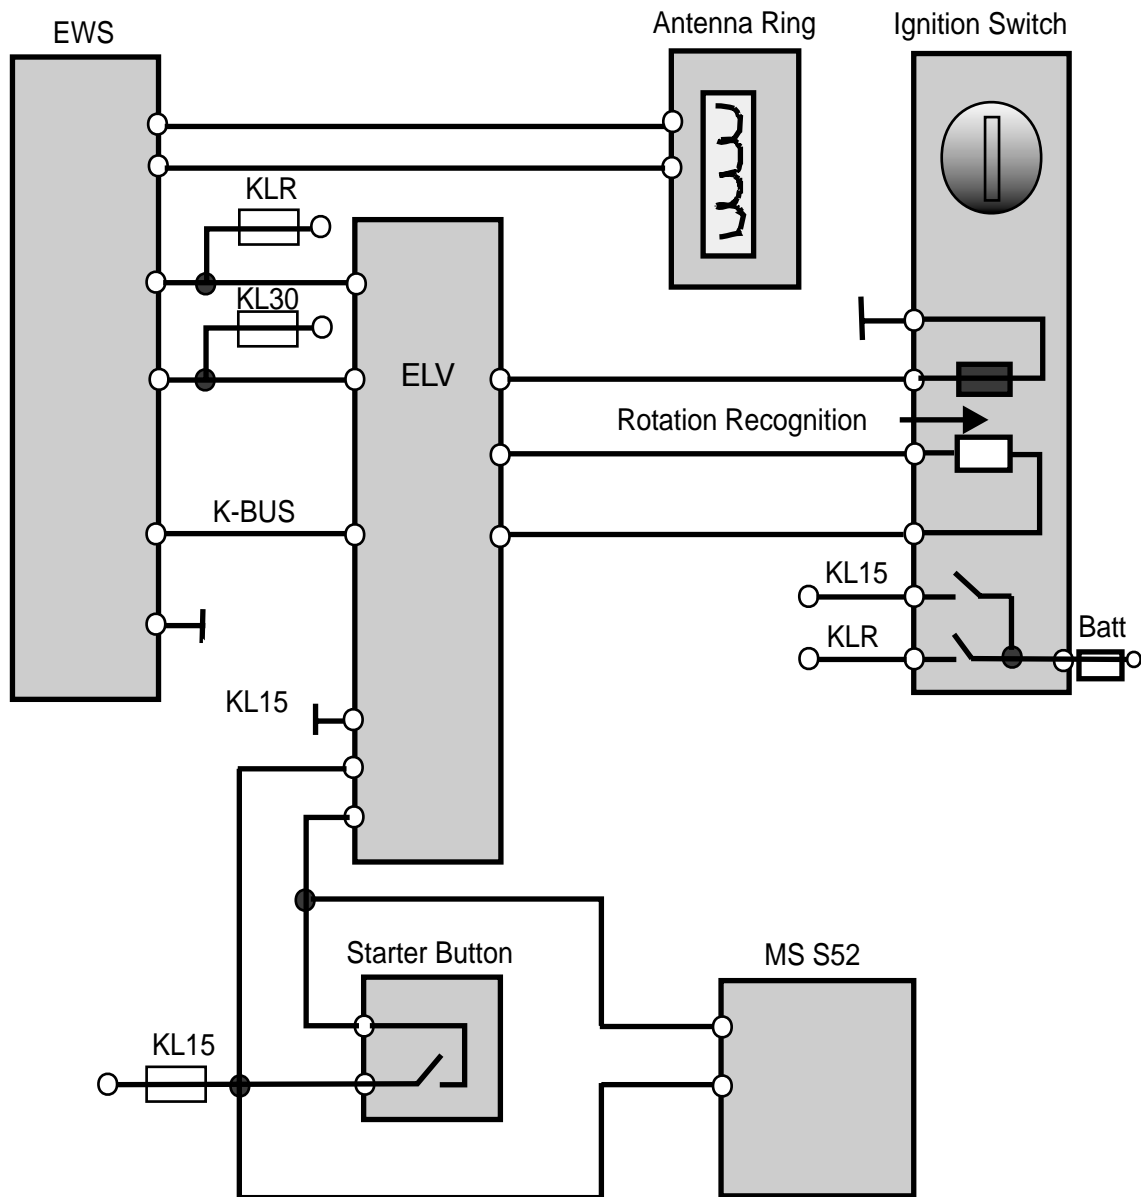 EWS
Antenna Ring
Ignition Switch
KLR
KL30
ELV
Rotation Recognition
K-BUS
KL15
KLR
Batt
KL15
Starter Button
MS S52
KL15